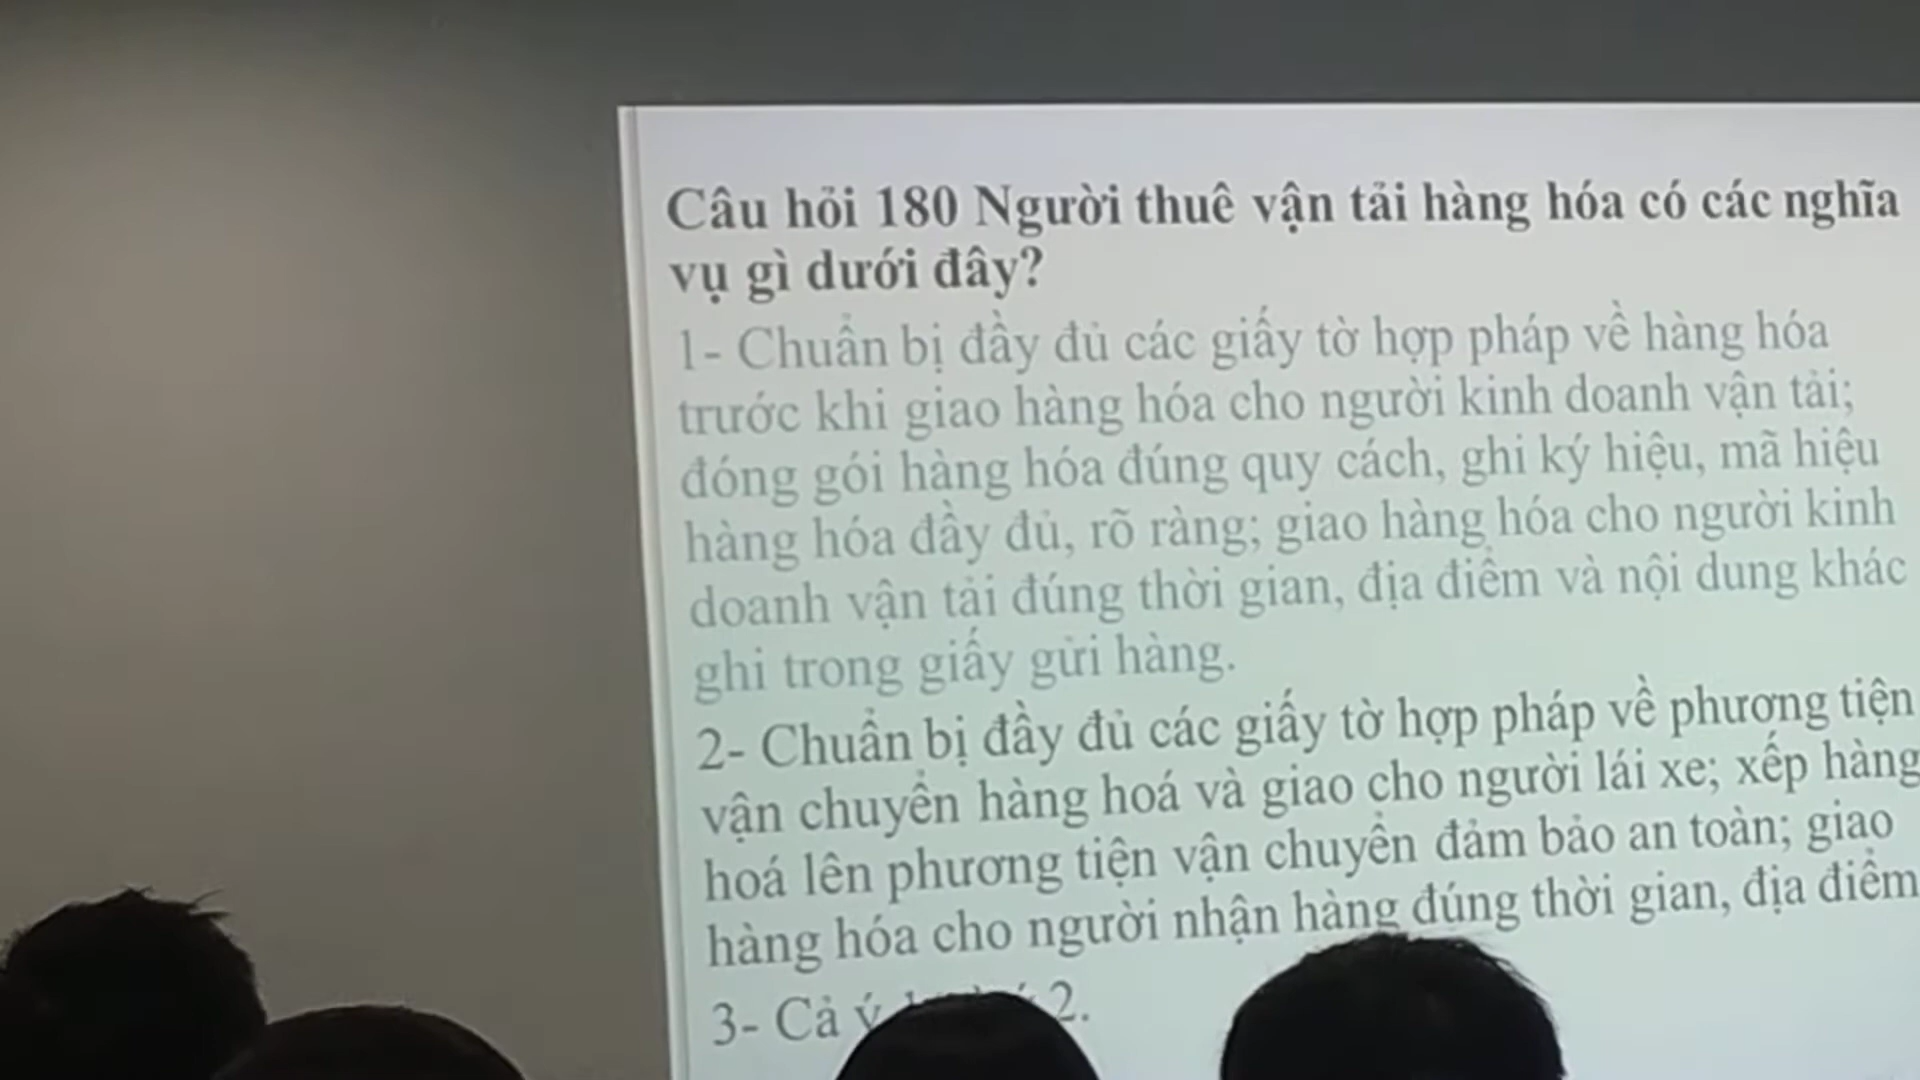 Câu hỏi 180 Người thuê vận tải hàng hóa có các nghĩa
vụ gì dưới đây?
1- Chuẩn bị đầy đủ các giấy tờ hợp pháp về hàng hóa
trước khi giao hàng hóa cho người kinh doanh vận tải;
đóng gói hàng hóa đúng quy cách, ghi ký hiệu, mã hiệu
hàng hóa đầy đủ, rõ ràng; giao hàng hóa cho người kinh
doanh vận tải đúng thời gian, địa điểm và nội dung khác
ghi trong giấy gửi hàng.
2- Chuẩn bị đầy đủ các giấy tờ hợp pháp về phương tiện
vận chuyển hàng hoá và giao cho người lái xe; xếp hàng
hoá lên phương tiện vận chuyển đảm bảo an toàn; giao
hàng hóa cho người nhận hàng đúng thời gian, địa điểm
3- Cả ý 2.